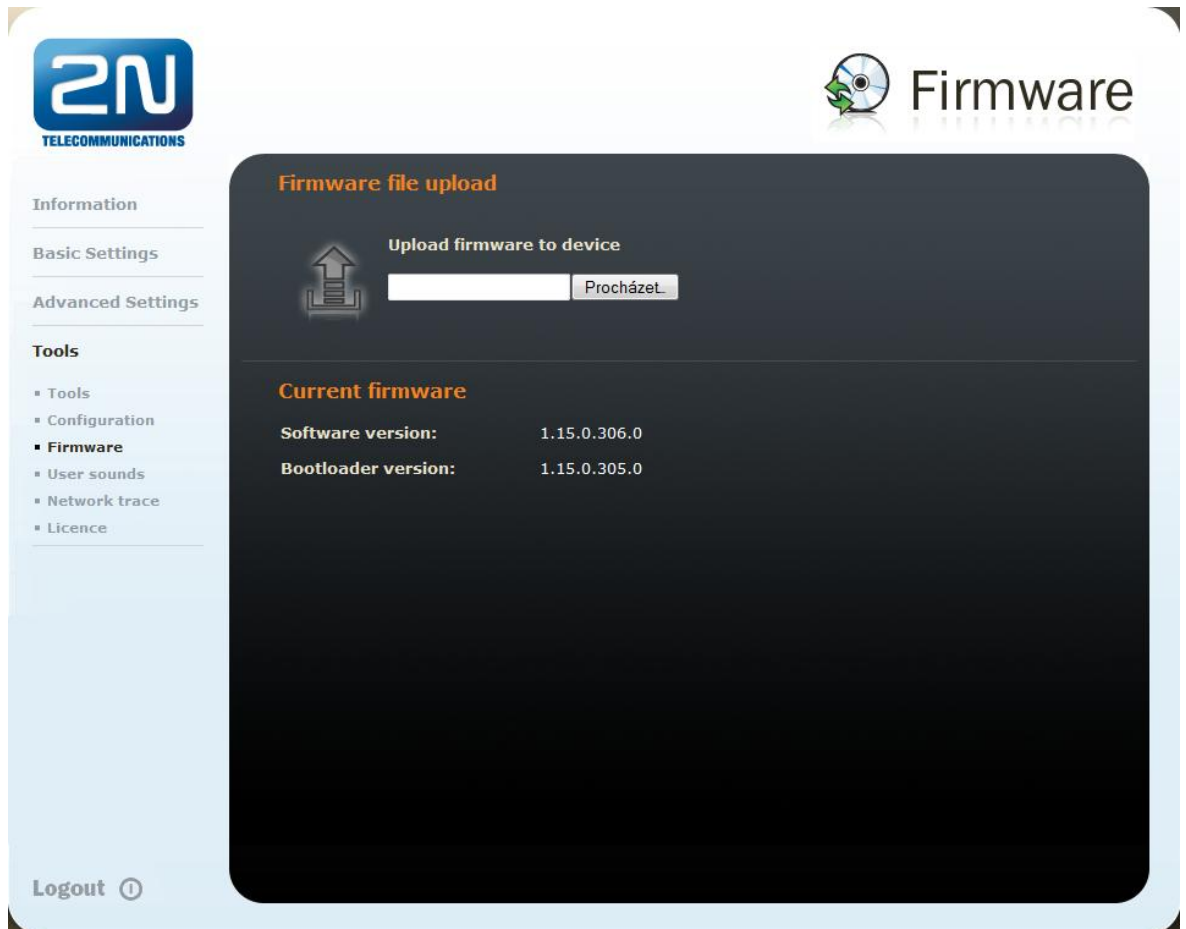 2N
TELECOMMUNICATIONS
Firmware
Information
Basic Settings
Advanced Settings
Tools
Tools
Configuration
Firmware
User sounds
Network trace
Licence
Logout
Firmware file upload
Upload firmware to device
Procházet..
Current firmware
Software version: 1.15.0.306.0
Bootloader version: 1.15.0.305.0